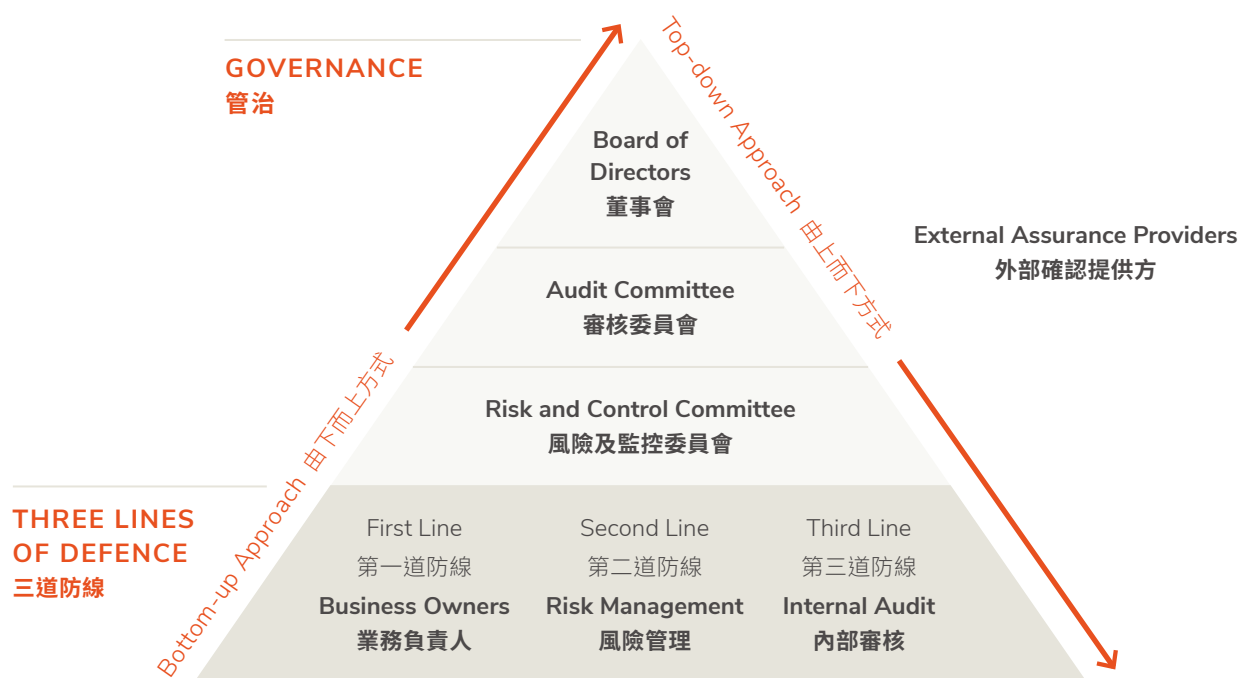 GOVERNANCE
管治
Bottom-up Approach 由下而上方式
Top-down Approach 由上而下方式
Board of
Directors
董事會
Audit Committee
審核委員會
Risk and Control Committee
風險及監控委員會
External Assurance Providers
外部確認提供方
THREE LINES
OF DEFENCE
三道防線
First Line
第一道防線
Business Owners
業務負責人
Second Line
第二道防線
Risk Management
風險管理
Third Line
第三道防線
Internal Audit
內部審核